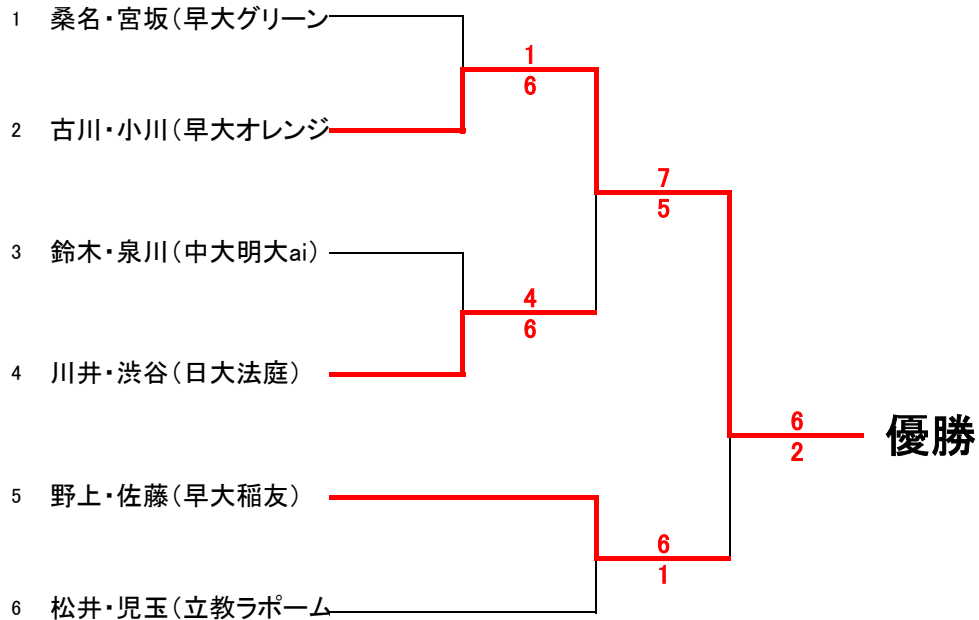 1 桑名・宮坂（早大グリーン
1
6
2 古川・小川（早大オレンジ
7
5
3 鈴木・泉川（中大明大ai）
4
6
4 川井・渋谷（日大法庭）
6
2
優勝
5 野上・佐藤（早大稲友）
6
1
6 松井・児玉（立教ラポーム